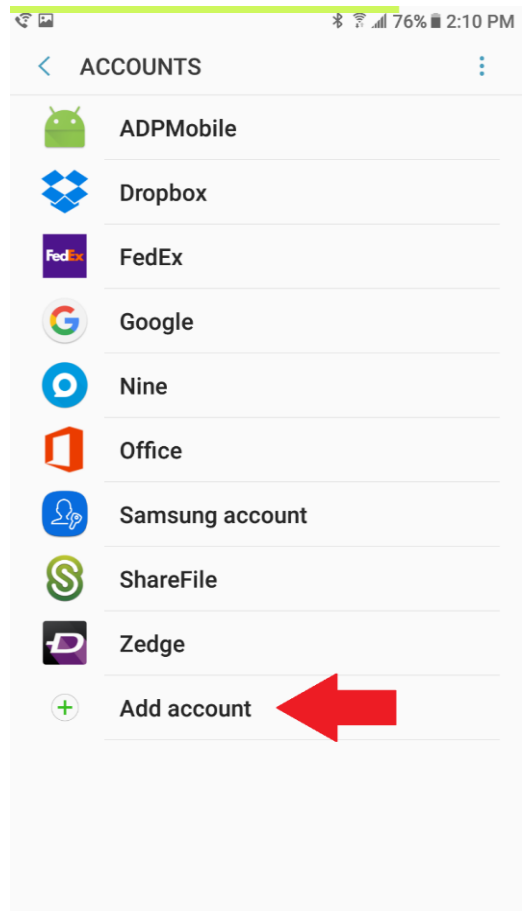 76% 2:10 PM
ACCOUNTS
ADPMobile
Dropbox
FedEx FedEx
Google
Nine
Office
Samsung account
ShareFile
Zedge
Add account